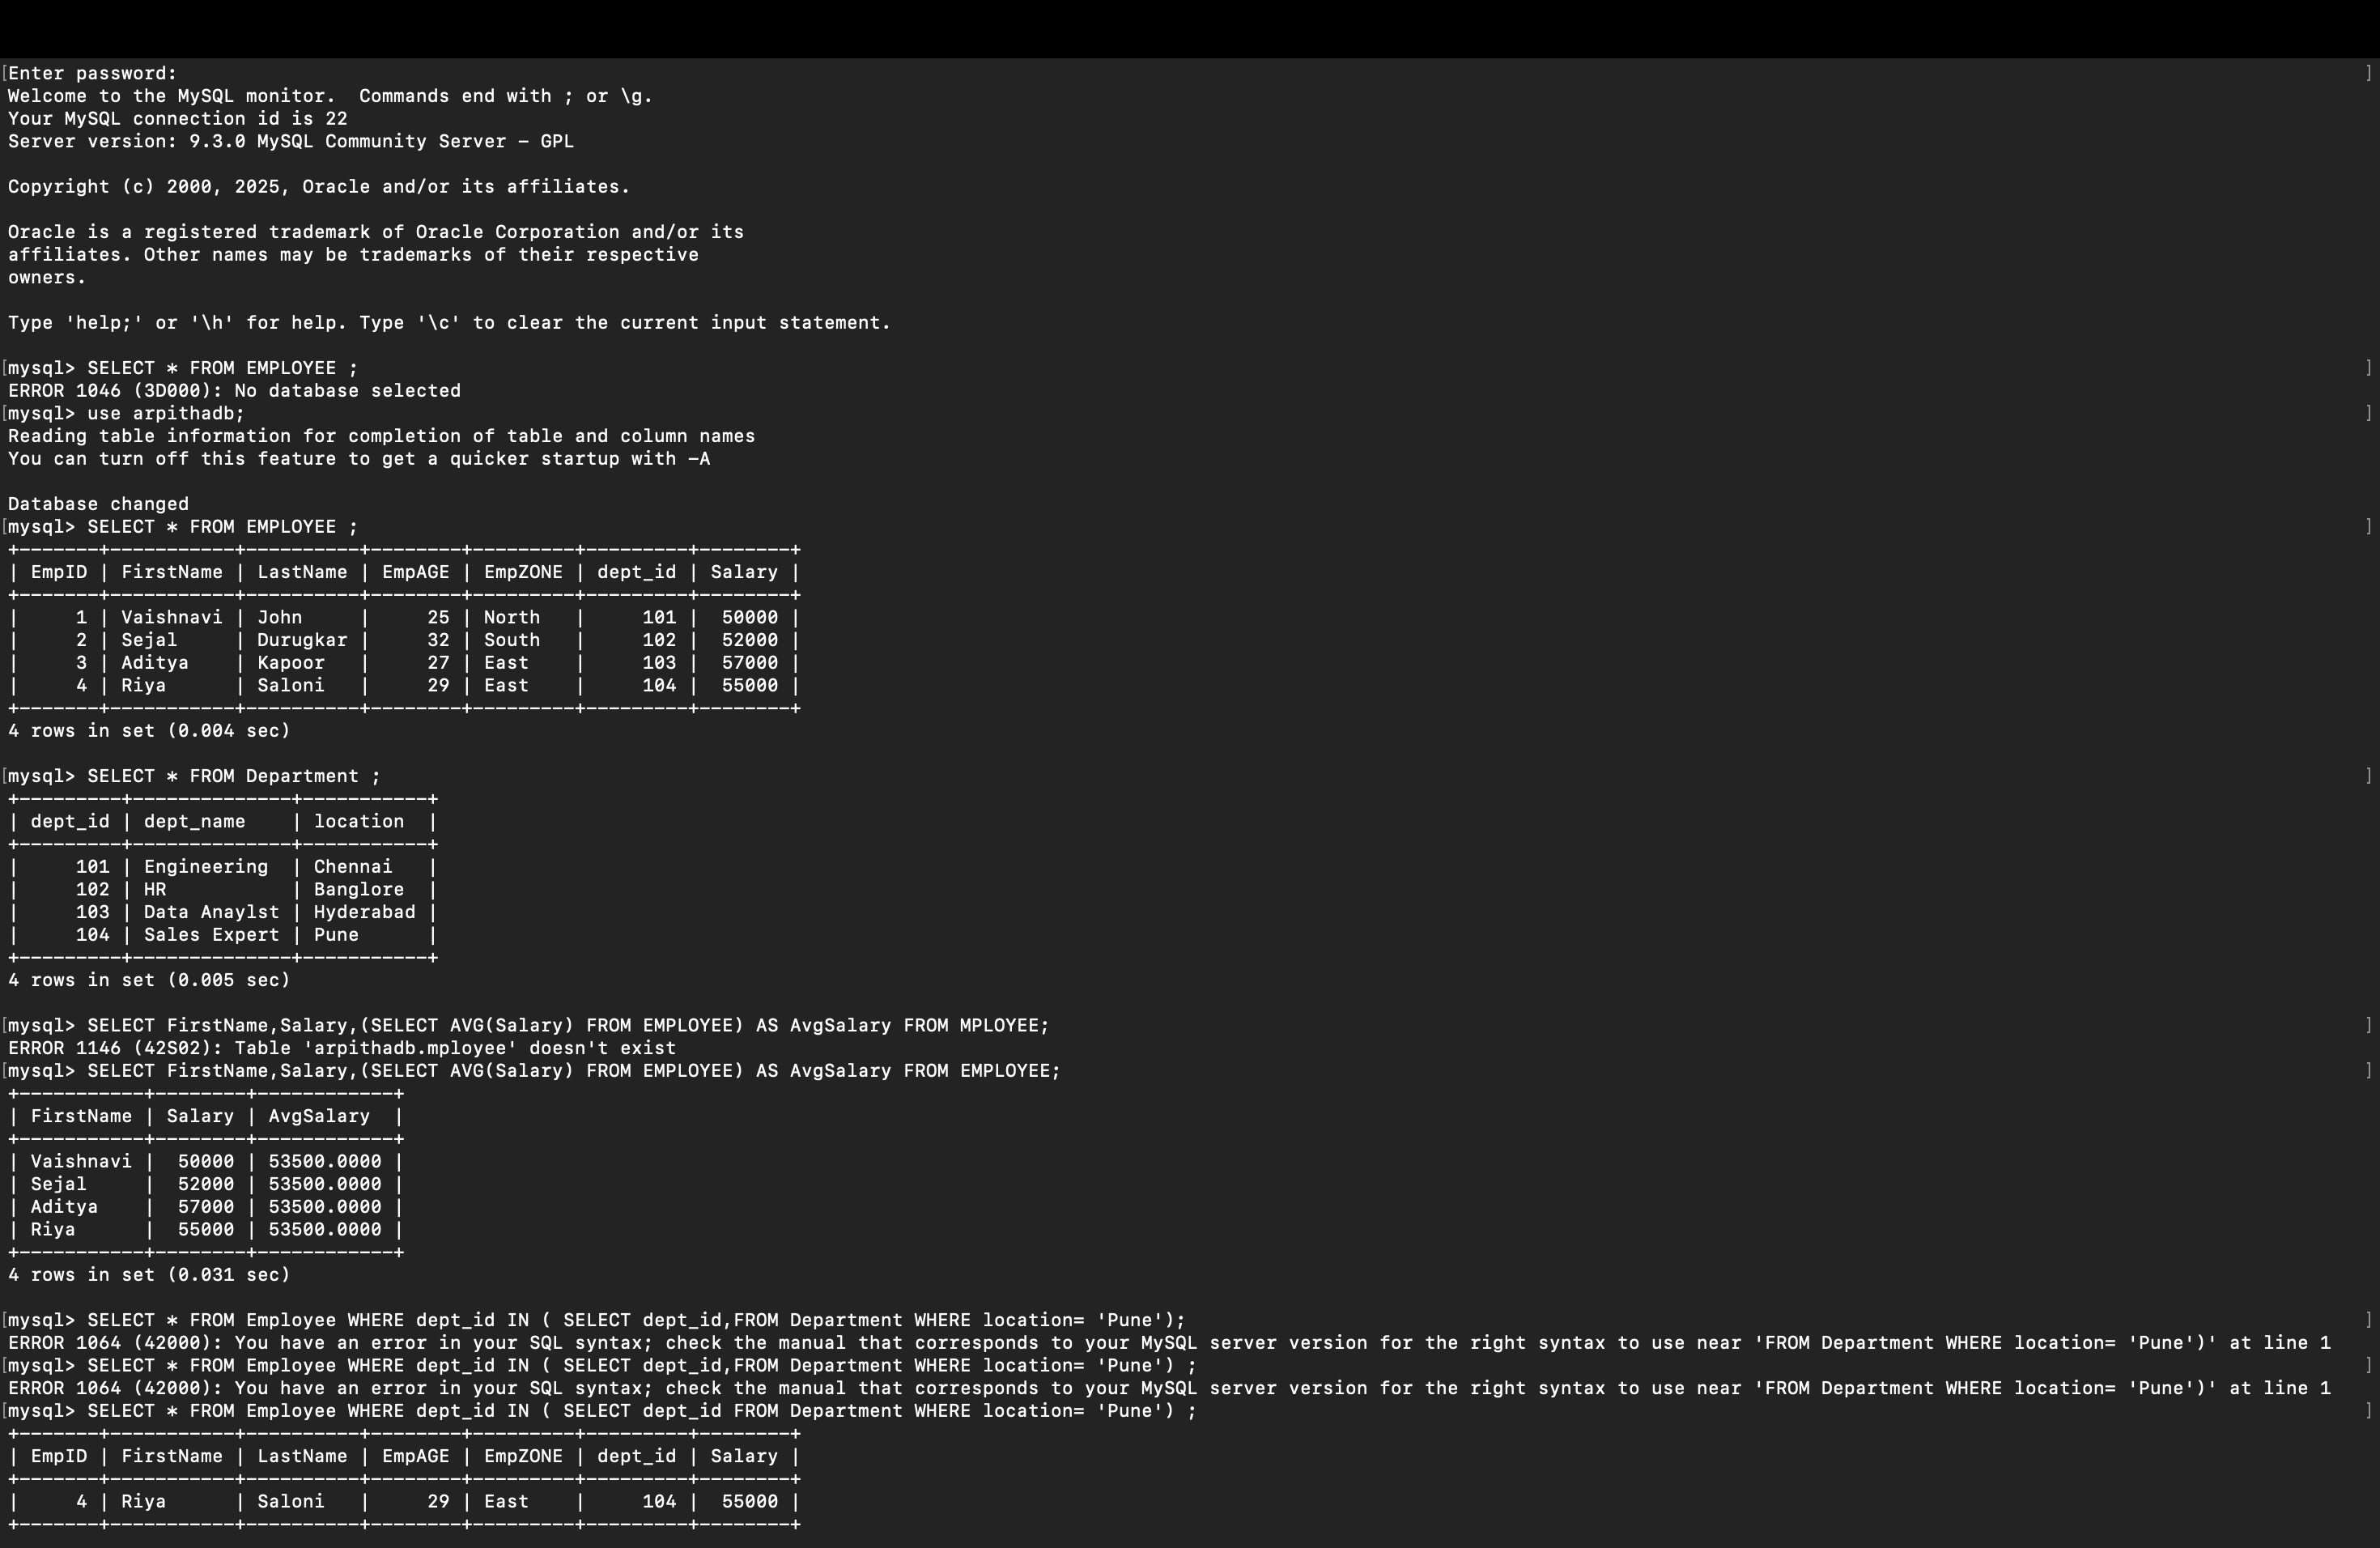 [Enter password: ]
Welcome to the MySQL monitor.  Commands end with ; or \g.
Your MySQL connection id is 22
Server version: 9.3.0 MySQL Community Server - GPL

Copyright (c) 2000, 2025, Oracle and/or its affiliates.

Oracle is a registered trademark of Oracle Corporation and/or its
affiliates. Other names may be trademarks of their respective
owners.

Type 'help;' or '\h' for help. Type '\c' to clear the current input statement.

[mysql> SELECT * FROM EMPLOYEE ; ]
ERROR 1046 (3D000): No database selected
[mysql> use arpithadb; ]
Reading table information for completion of table and column names
You can turn off this feature to get a quicker startup with -A

Database changed
[mysql> SELECT * FROM EMPLOYEE ; ]
+-------+-----------+----------+--------+---------+---------+--------+
| EmpID | FirstName | LastName | EmpAGE | EmpZONE | dept_id | Salary |
+-------+-----------+----------+--------+---------+---------+--------+
|     1 | Vaishnavi | John     |     25 | North   |     101 |  50000 |
|     2 | Sejal     | Durugkar |     32 | South   |     102 |  52000 |
|     3 | Aditya    | Kapoor   |     27 | East    |     103 |  57000 |
|     4 | Riya      | Saloni   |     29 | East    |     104 |  55000 |
+-------+-----------+----------+--------+---------+---------+--------+
4 rows in set (0.004 sec)

[mysql> SELECT * FROM Department ; ]
+---------+--------------+-----------+
| dept_id | dept_name    | location  |
+---------+--------------+-----------+
|     101 | Engineering  | Chennai   |
|     102 | HR           | Banglore  |
|     103 | Data Anaylst | Hyderabad |
|     104 | Sales Expert | Pune      |
+---------+--------------+-----------+
4 rows in set (0.005 sec)

[mysql> SELECT FirstName,Salary,(SELECT AVG(Salary) FROM EMPLOYEE) AS AvgSalary FROM MPLOYEE; ]
ERROR 1146 (42S02): Table 'arpithadb.mployee' doesn't exist
[mysql> SELECT FirstName,Salary,(SELECT AVG(Salary) FROM EMPLOYEE) AS AvgSalary FROM EMPLOYEE; ]
+-----------+--------+------------+
| FirstName | Salary | AvgSalary  |
+-----------+--------+------------+
| Vaishnavi |  50000 | 53500.0000 |
| Sejal     |  52000 | 53500.0000 |
| Aditya    |  57000 | 53500.0000 |
| Riya      |  55000 | 53500.0000 |
+-----------+--------+------------+
4 rows in set (0.031 sec)

[mysql> SELECT * FROM Employee WHERE dept_id IN ( SELECT dept_id,FROM Department WHERE location= 'Pune'); ]
ERROR 1064 (42000): You have an error in your SQL syntax; check the manual that corresponds to your MySQL server version for the right syntax to use near 'FROM Department WHERE location= 'Pune')' at line 1
[mysql> SELECT * FROM Employee WHERE dept_id IN ( SELECT dept_id,FROM Department WHERE location= 'Pune') ; ]
ERROR 1064 (42000): You have an error in your SQL syntax; check the manual that corresponds to your MySQL server version for the right syntax to use near 'FROM Department WHERE location= 'Pune')' at line 1
[mysql> SELECT * FROM Employee WHERE dept_id IN ( SELECT dept_id FROM Department WHERE location= 'Pune') ; ]
+-------+-----------+----------+--------+---------+---------+--------+
| EmpID | FirstName | LastName | EmpAGE | EmpZONE | dept_id | Salary |
+-------+-----------+----------+--------+---------+---------+--------+
|     4 | Riya      | Saloni   |     29 | East    |     104 |  55000 |
+-------+-----------+----------+--------+---------+---------+--------+